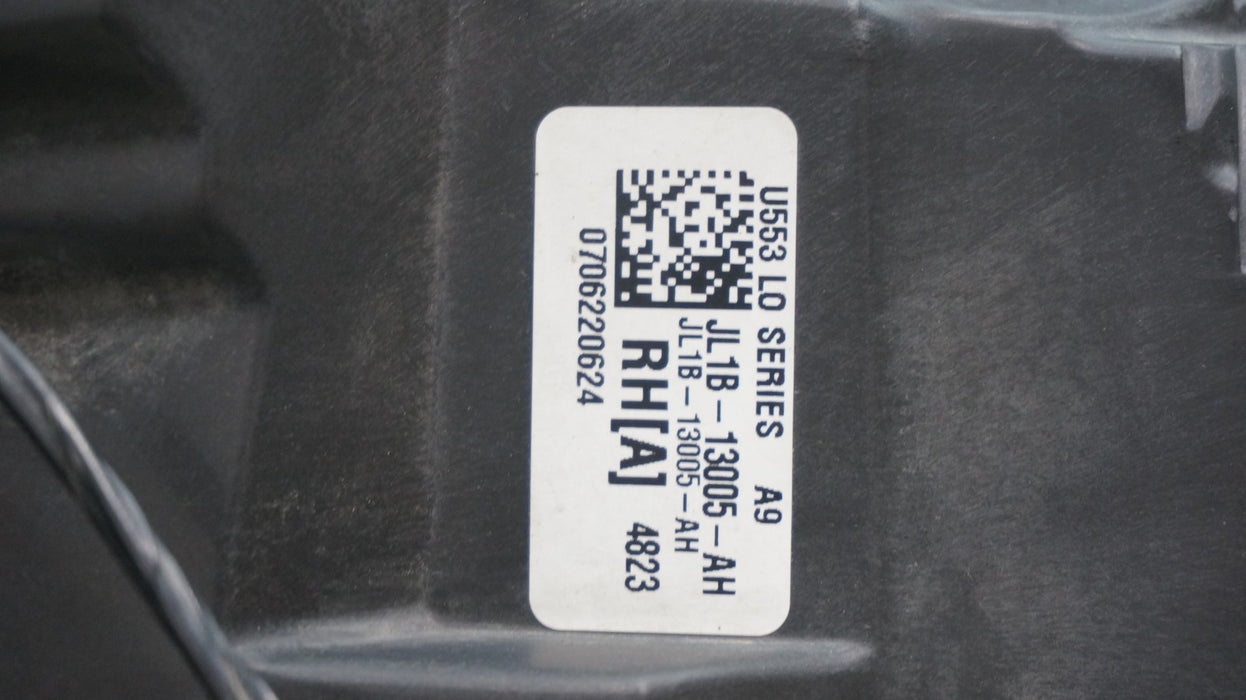 U553 LO SERIES A9
JL1B-13005-AH
JL1B-13005-AH
RH[A] 4823
0706220624